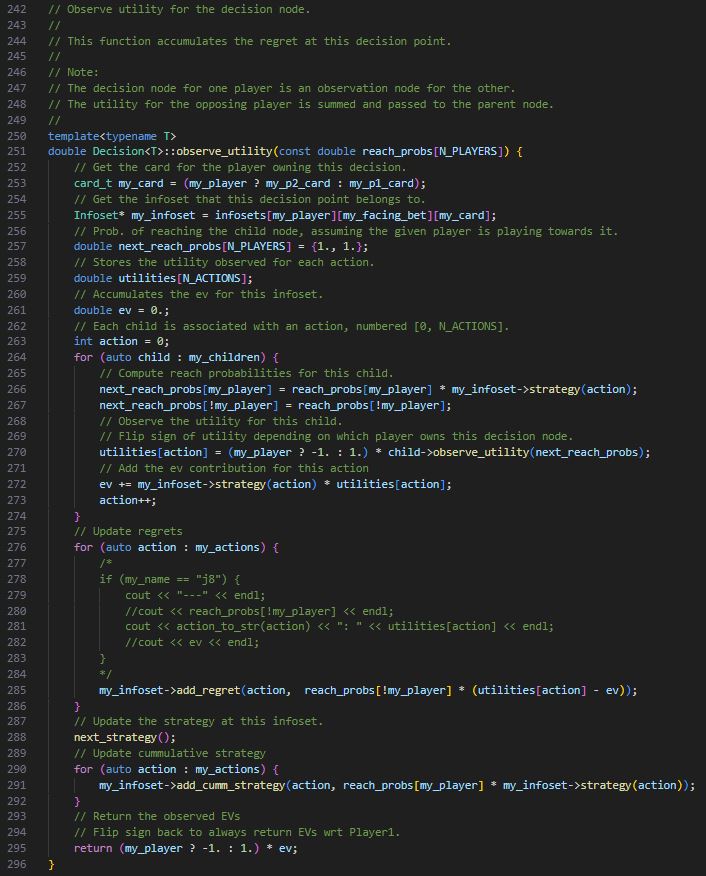 242 // Observe utility for the decision node.
243 //
244 // This function accumulates the regret at this decision point.
245 //
246 // Note:
247 // The decision node for one player is an observation node for the other.
248 // The utility for the opposing player is summed and passed to the parent node.
249 //
250 template<typename T>
251 double Decision<T>::observe_utility(const double reach_probs[N_PLAYERS]) {
252     // Get the card for the player owning this decision.
253     card_t my_card = (my_player ? my_p2_card : my_p1_card);
254     // Get the infoset that this decision point belongs to.
255     Infoset* my_infoset = infosets[my_player][my_facing_bet][my_card];
256     // Prob. of reaching the child node, assuming the given player is playing towards it.
257     double next_reach_probs[N_PLAYERS] = {1., 1.};
258     // Stores the utility observed for each action.
259     double utilities[N_ACTIONS];
260     // Accumulates the ev for this infoset.
261     double ev = 0.;
262     // Each child is associated with an action, numbered [0, N_ACTIONS].
263     int action = 0;
264     for (auto child : my_children) {
265         // Compute reach probabilities for this child.
266         next_reach_probs[my_player] = reach_probs[my_player] * my_infoset->strategy(action);
267         next_reach_probs[!my_player] = reach_probs[!my_player];
268         // Observe the utility for this child.
269         // Flip sign of utility depending on which player owns this decision node.
270         utilities[action] = (my_player ? -1. : 1.) * child->observe_utility(next_reach_probs);
271         // Add the ev contribution for this action
272         ev += my_infoset->strategy(action) * utilities[action];
273         action++;
274     }
275     // Update regrets
276     for (auto action : my_actions) {
277         /*
278         if (my_name == "j8") {
279             cout << "---" << endl;
280             //cout << reach_probs[!my_player] << endl;
281             cout << action_to_str(action) << ": " << utilities[action] << endl;
282             //cout << ev << endl;
283         }
284         */
285         my_infoset->add_regret(action,  reach_probs[!my_player] * (utilities[action] - ev));
286     }
287     // Update the strategy at this infoset.
288     next_strategy();
289     // Update cummulative strategy
290     for (auto action : my_actions) {
291         my_infoset->add_cumm_strategy(action, reach_probs[my_player] * my_infoset->strategy(action));
292     }
293     // Return the observed EVs
294     // Flip sign back to always return EVs wrt Player1.
295     return (my_player ? -1. : 1.) * ev;
296 }